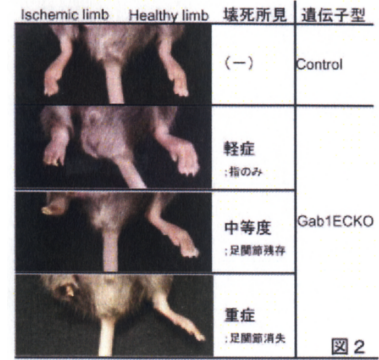 Ischemic limb Healthy limb 壊死所見 遺伝子型
(ー) Control
軽症
;指のみ
中等度
;足関節残存
Gab1ECKO
重症
;足関節消失
図2